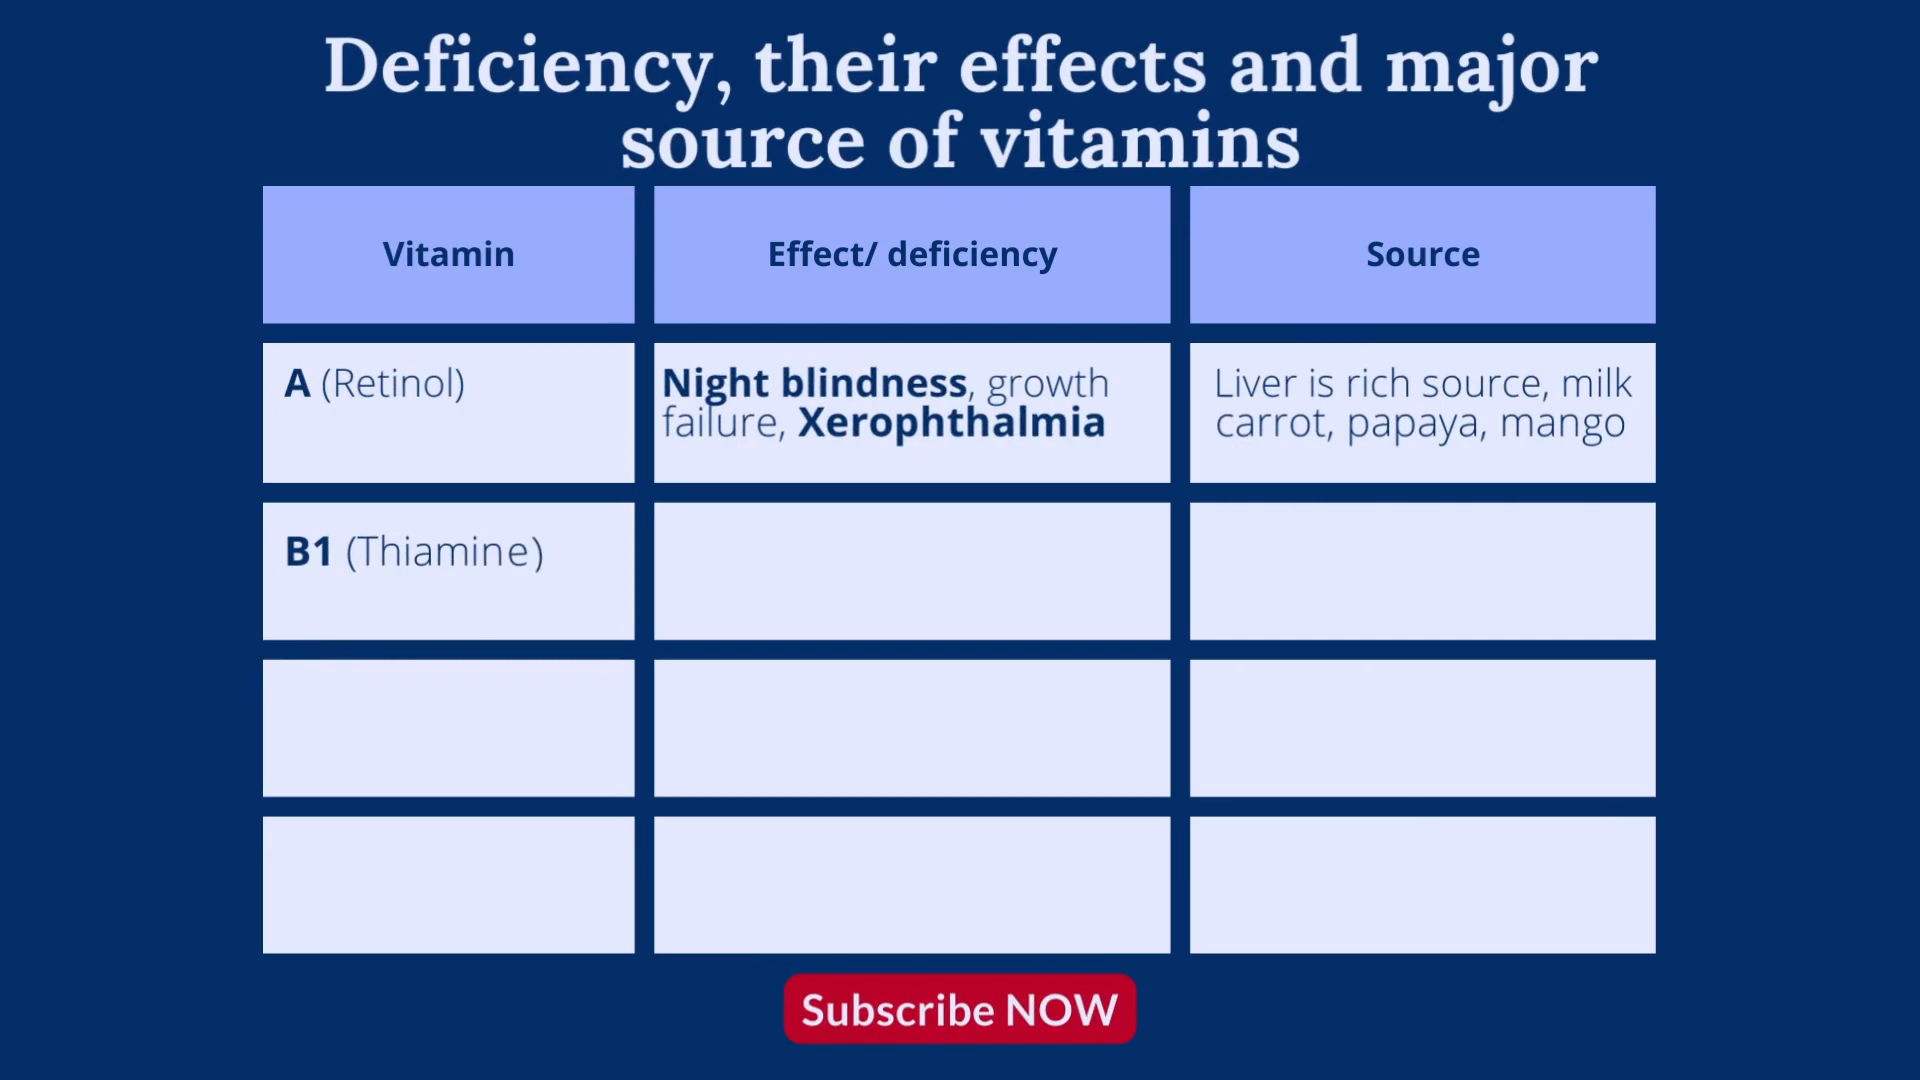 Deficiency, their effects and major
source of vitamins
Vitamin
Effect/ deficiency
Source
A (Retinol)
Night blindness, growth
failure, Xerophthalmia
Liver is rich source, milk
carrot, papaya, mango
B1 (Thiamine)
Subscribe NOW